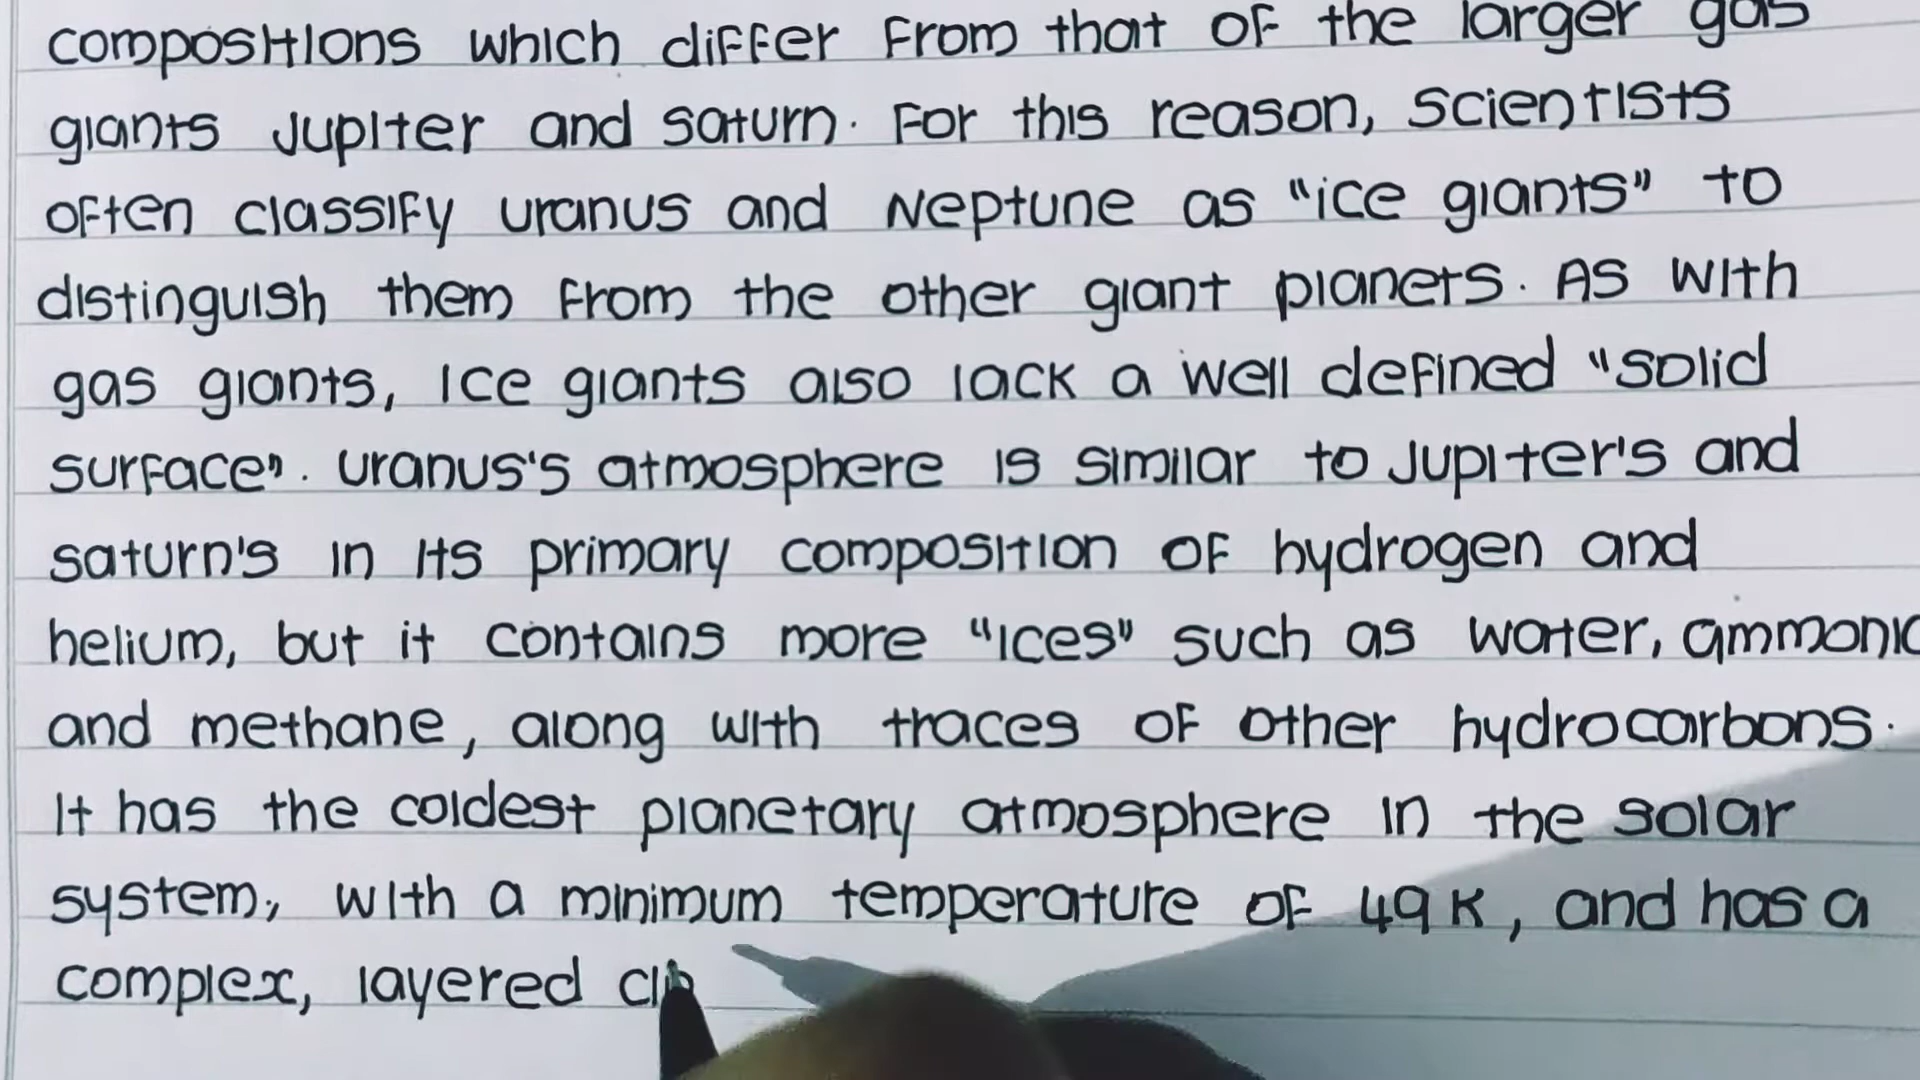 compositions which differ from that of the larger gas
giants Jupiter and saturn. For this reason, scientists
often classify uranus and Neptune as "ice giants" to
distinguish them from the other giant planets. As with
gas giants, ice giants also lack a well defined "solid
surface". uranus's atmosphere is similar to Jupiter's and
saturn's in its primary composition of hydrogen and
helium, but it contains more "ices" such as water,
and methane, along with traces of other hydrocarbons.
It has the coldest planetary atmosphere in the solar
system, with a minimum temperature of 49 K, and has a
complex, layered